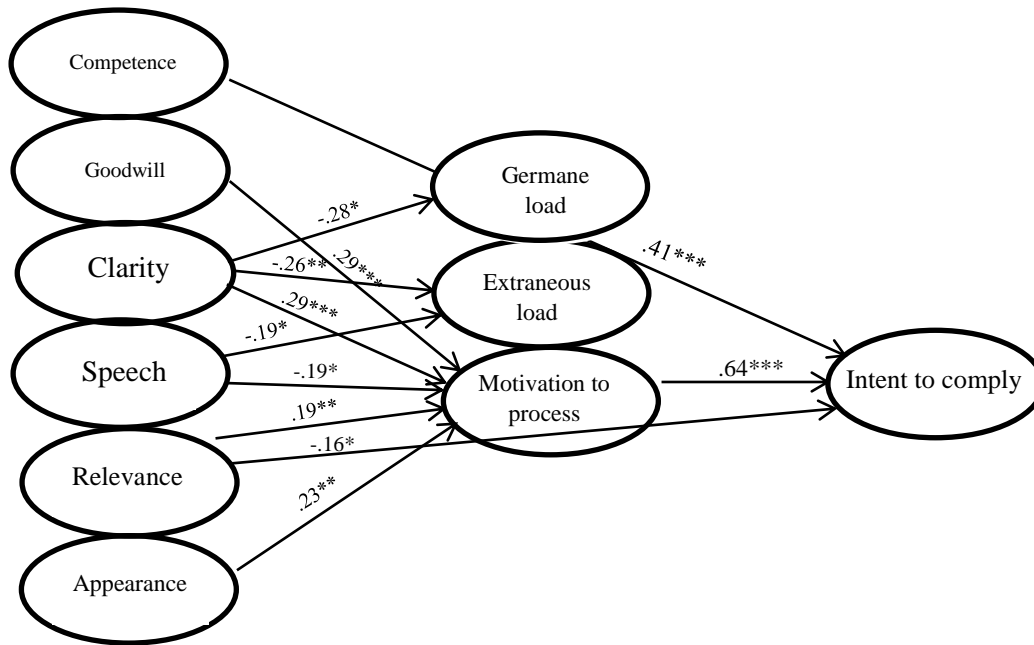 Competence
Goodwill
Clarity
Speech
Relevance
Appearance
Germane
load
Extraneous
load
Motivation to
process
Intent to comply
-.28*
-.26**
.29***
.29***
-.19*
-.19*
.19**
-.16*
.23**
.41***
.64***